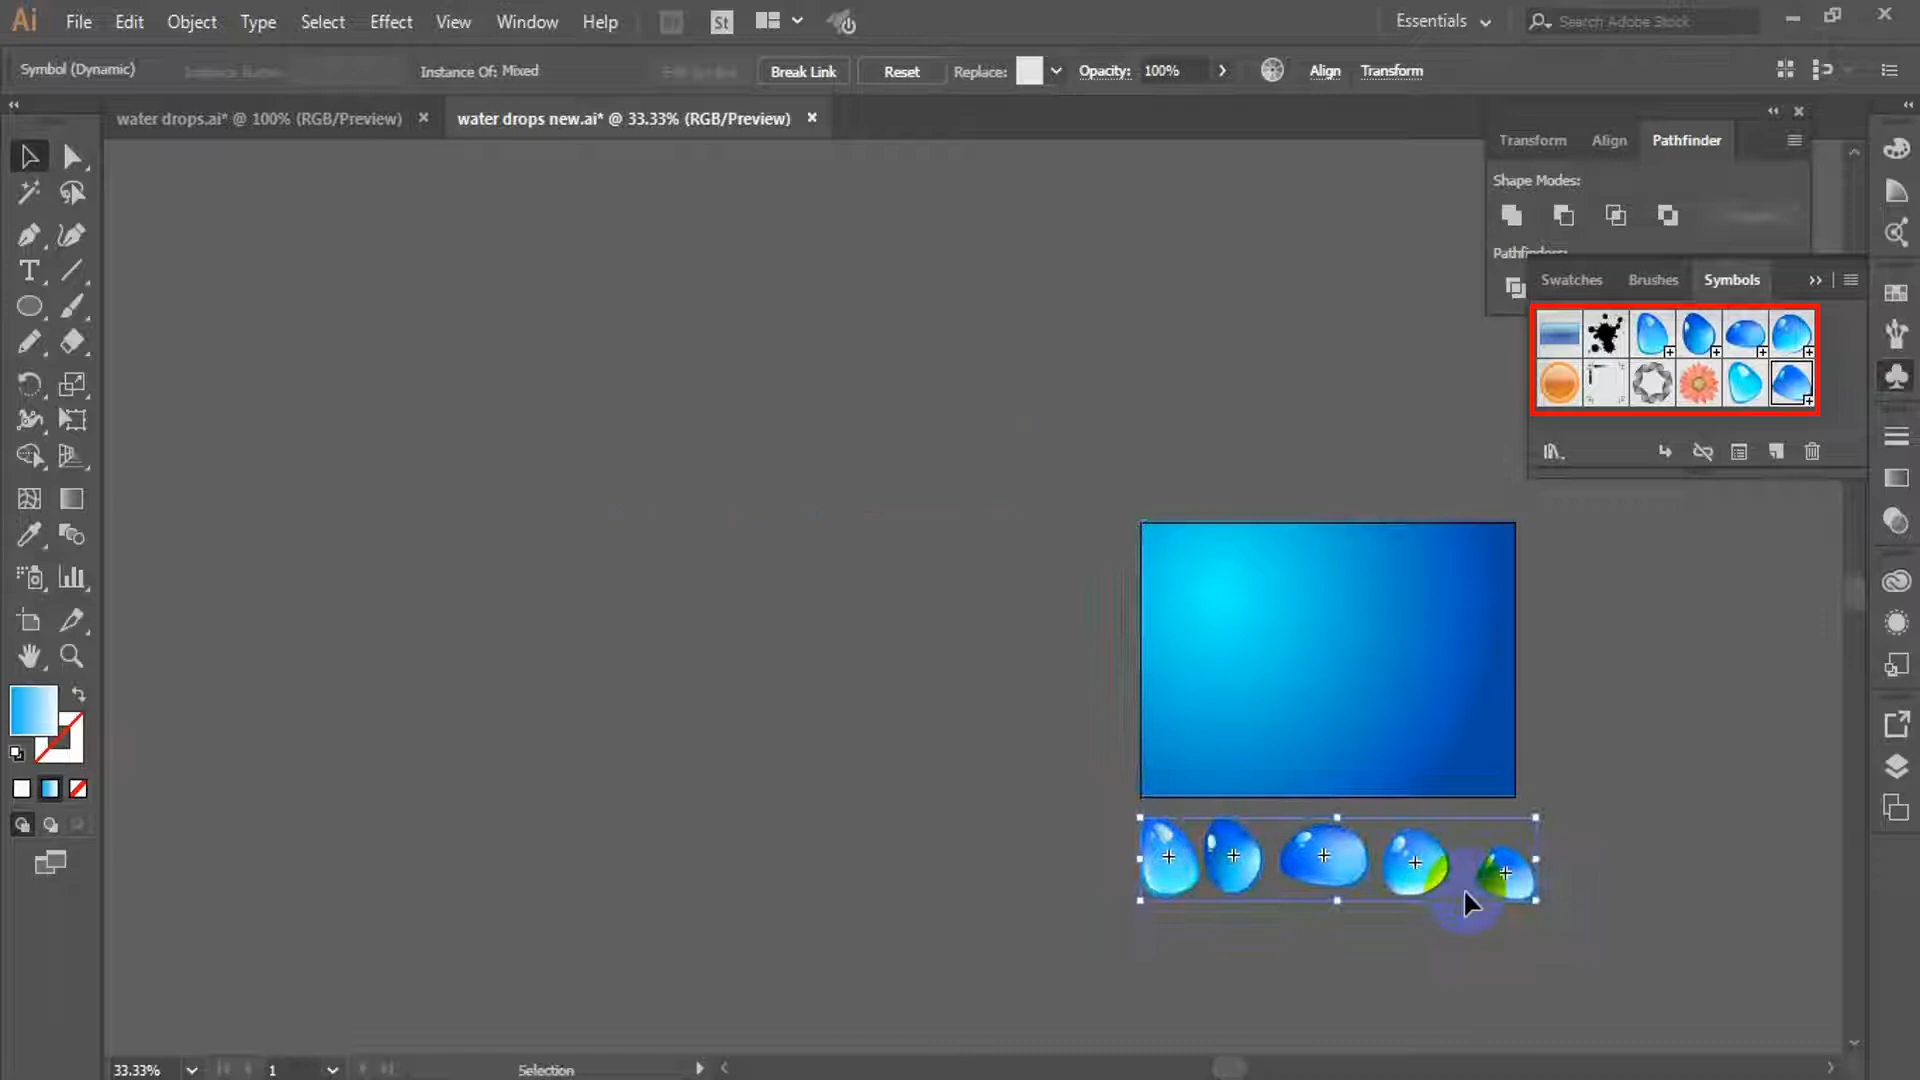 Ai File Edit Object Type Select Effect View Window Help St Essentials Search Adobe Stock
Symbol (Dynamic) Instance Of: Mixed Break Link Reset Replace: Opacity: 100% Align Transform
water drops.ai* @ 100% (RGB/Preview) water drops new.ai* @ 33.33% (RGB/Preview)
Transform Align Pathfinder
Shape Modes:
Pathfinders:
Swatches Brushes Symbols
33.33% 1 Selection